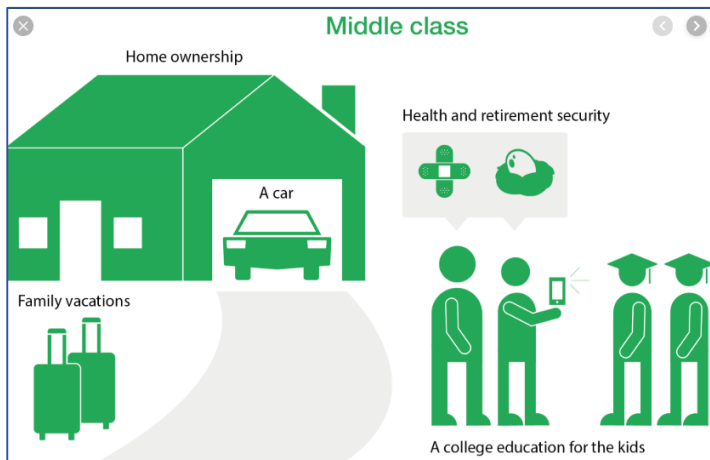 Middle class
Home ownership
Health and retirement security
A car
Family vacations
A college education for the kids